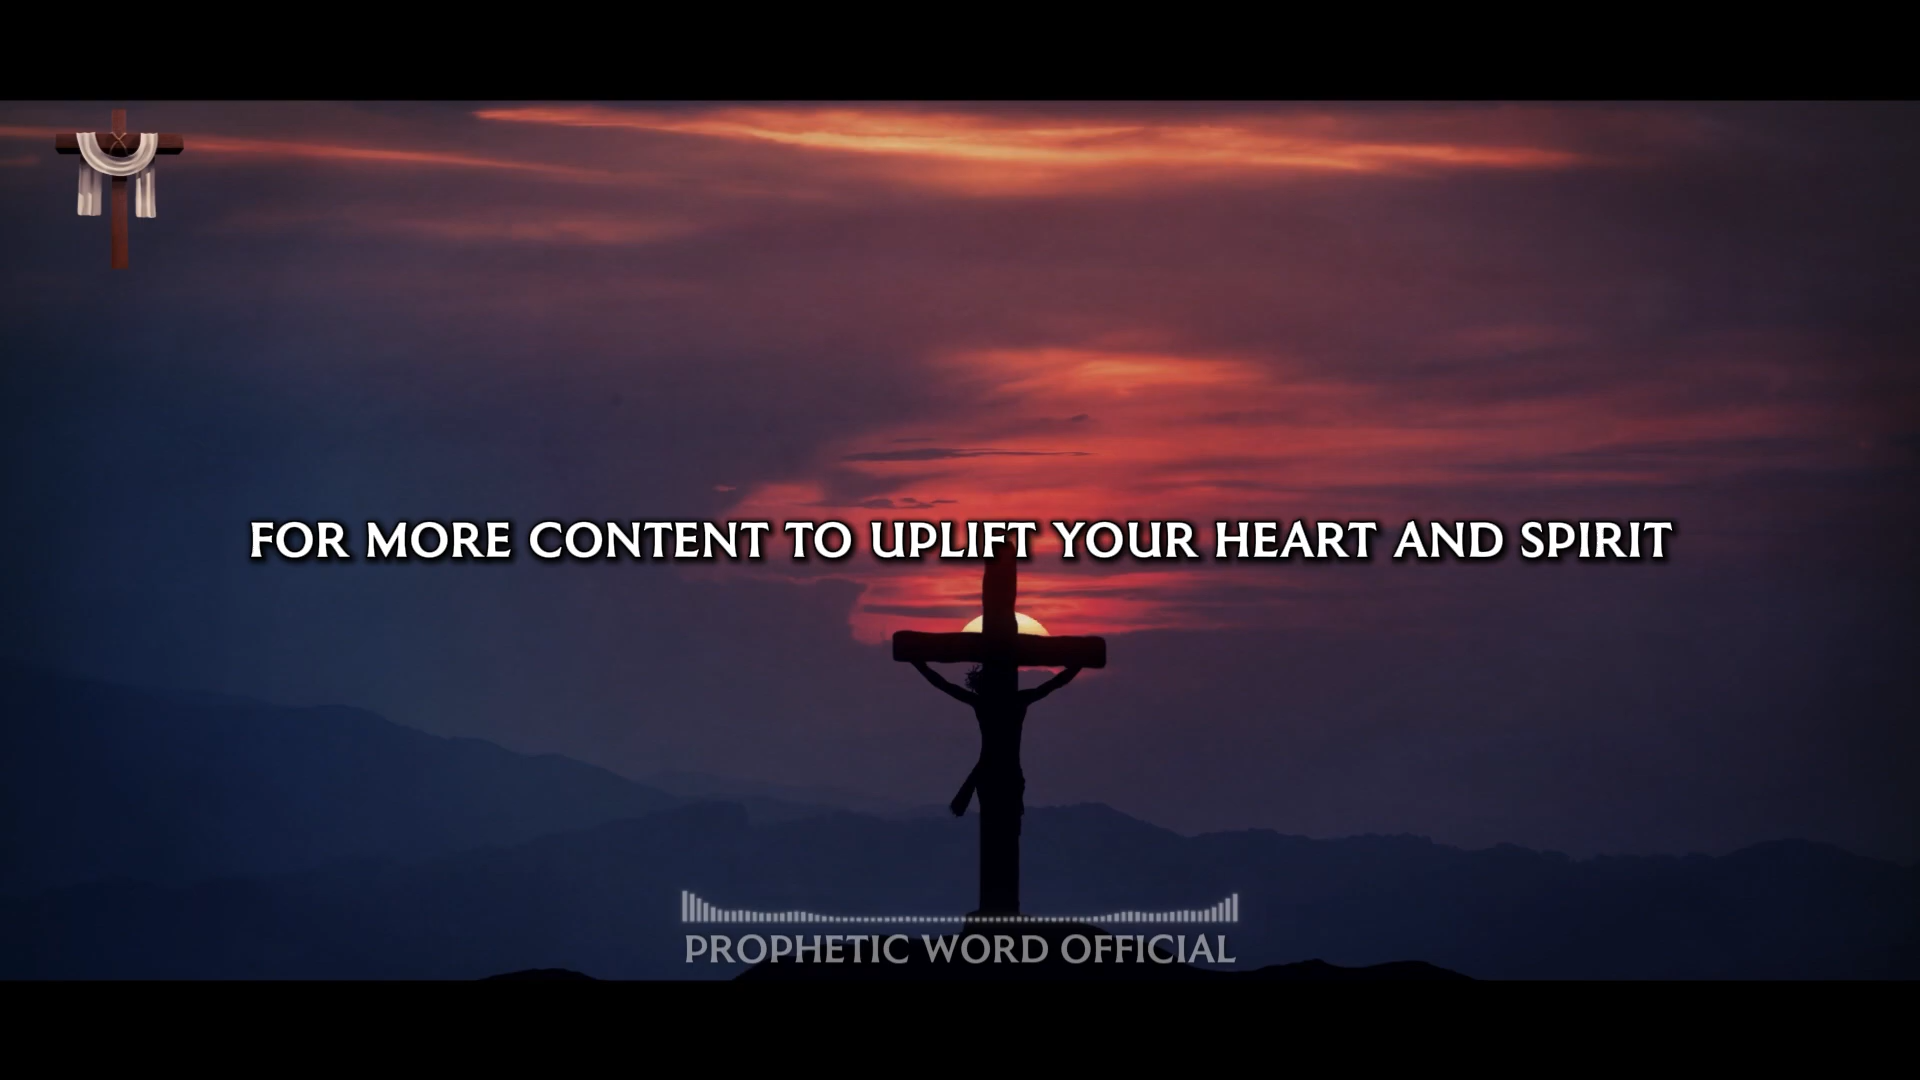 FOR MORE CONTENT TO UPLIFT YOUR HEART AND SPIRIT
PROPHETIC WORD OFFICIAL